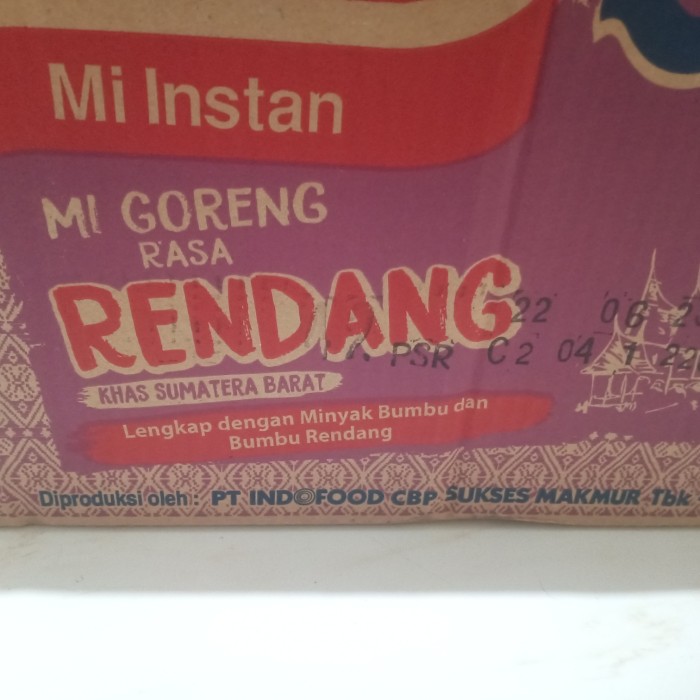 Mi Instan
MI GORENG
RASA
RENDANG
22 06
PSR C2 04
KHAS SUMATERA BARAT
Lengkap dengan Minyak Bumbu dan
Bumbu Rendang
Diproduksi oleh : PT INDOFOOD CBP SUKSES MAKMUR Tbk